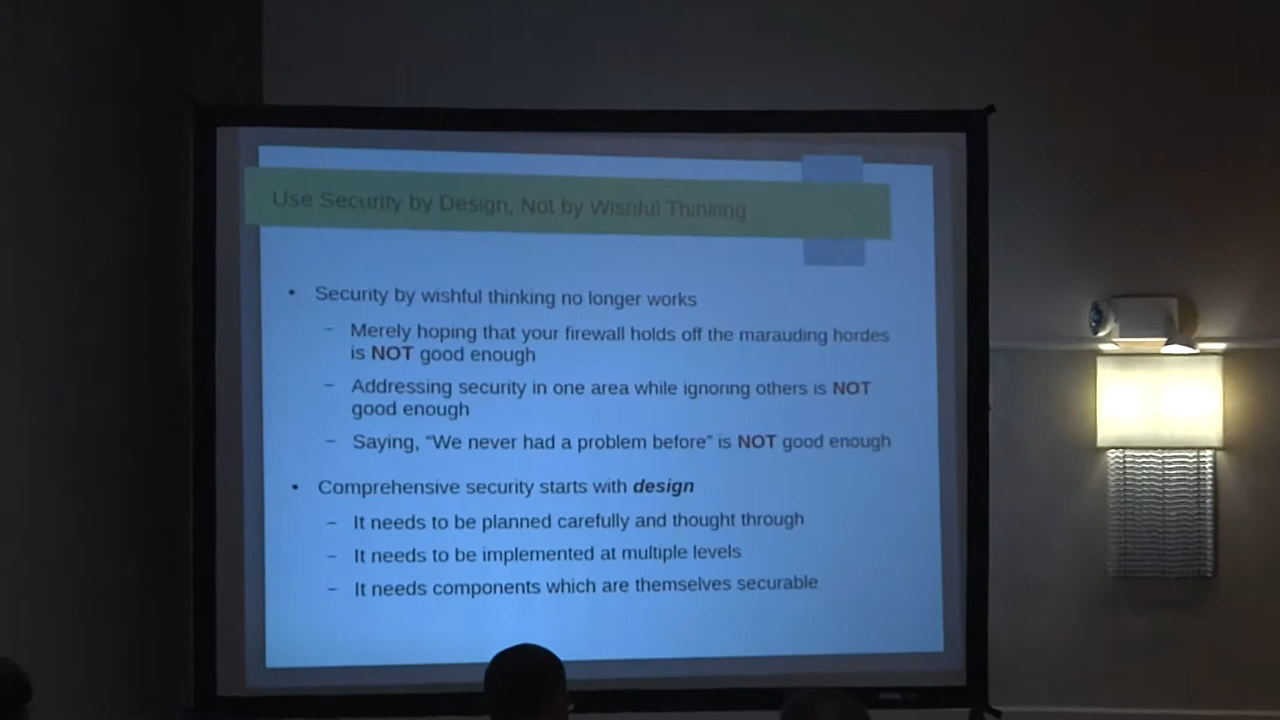 Use Security by Design, Not by Wishful Thinking
• Security by wishful thinking no longer works
– Merely hoping that your firewall holds off the marauding hordes
is NOT good enough
– Addressing security in one area while ignoring others is NOT
good enough
– Saying, “We never had a problem before” is NOT good enough
• Comprehensive security starts with design
– It needs to be planned carefully and thought through
– It needs to be implemented at multiple levels
– It needs components which are themselves securable